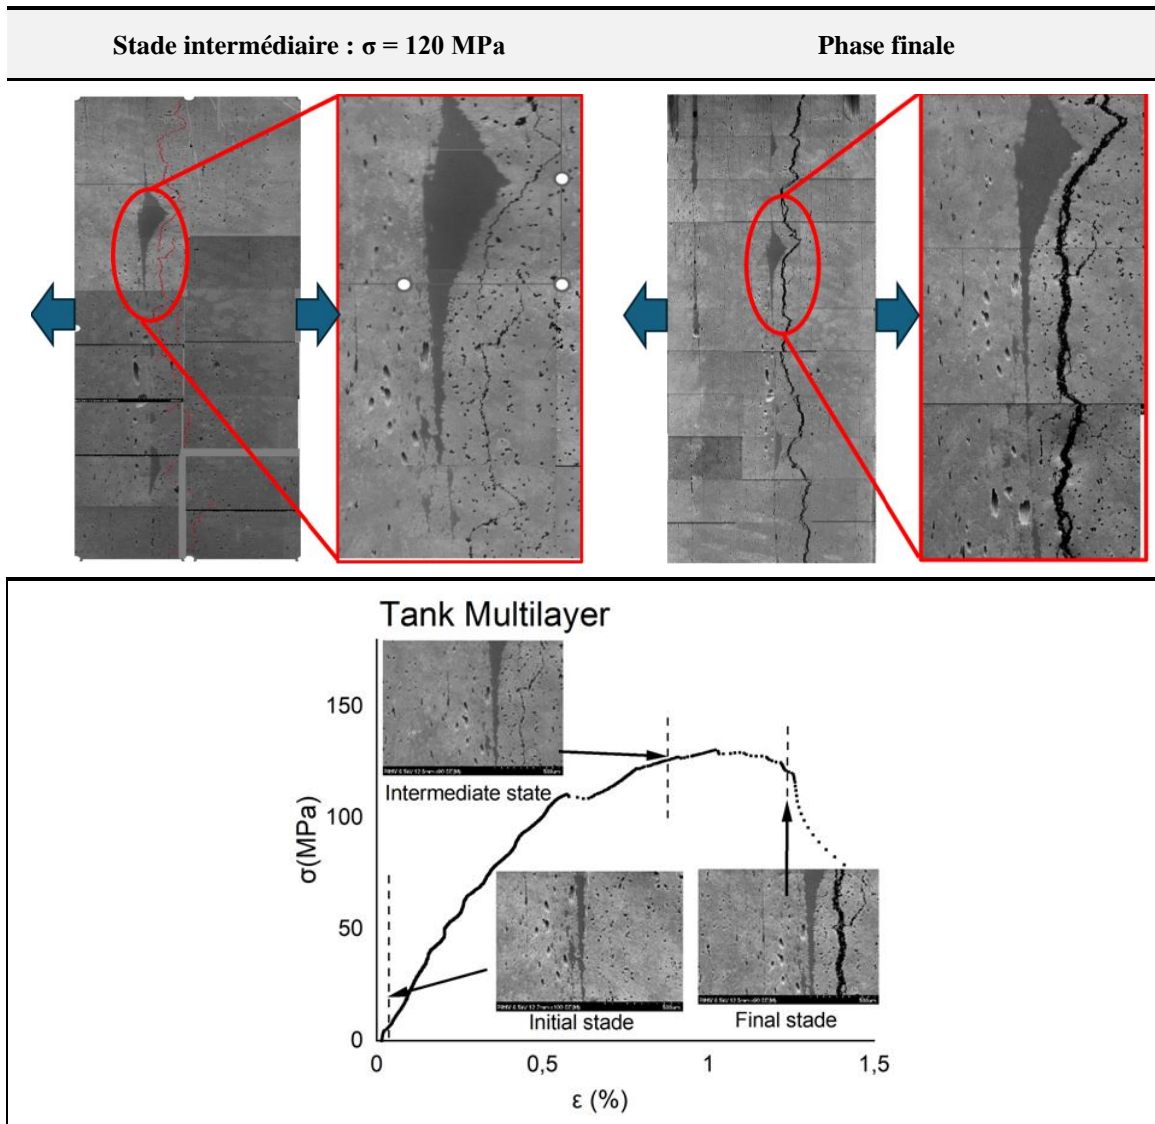 Stade intermédiaire : σ = 120 MPa
Phase finale
Tank Multilayer
150
100
50
0
σ(MPa)
Intermediate state
Initial stade
Final stade
0
0,5
1
1,5
ε (%)